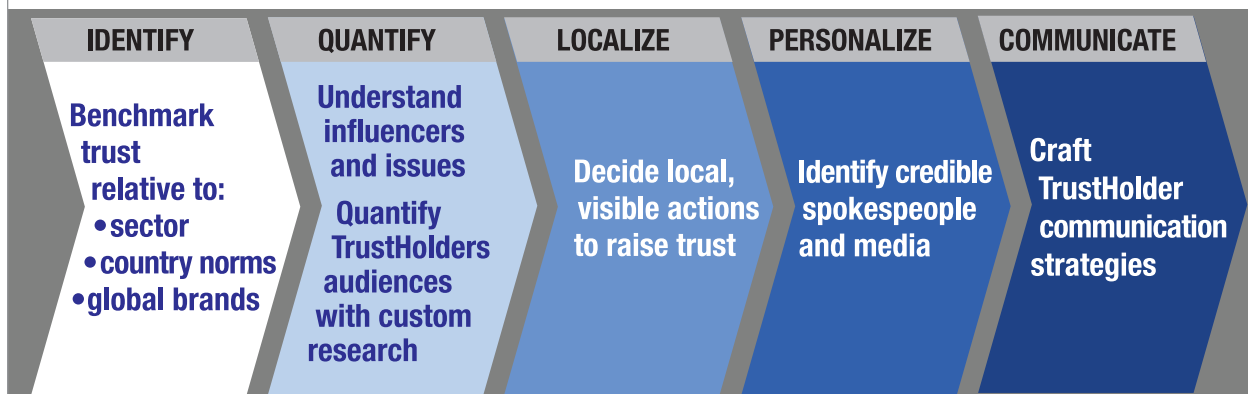 IDENTIFY
Benchmark
trust
relative to:
•sector
•country norms
•global brands
QUANTIFY
Understand
influencers
and issues
Quantify
TrustHolders
audiences
with custom
research
LOCALIZE
Decide local,
visible actions
to raise trust
PERSONALIZE
Identify credible
spokespeople
and media
COMMUNICATE
Craft
TrustHolder
communication
strategies